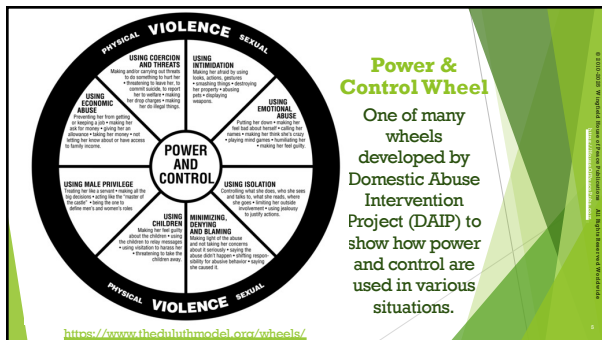 PHYSICAL VIOLENCE SEXUAL
USING COERCION
AND THREATS
Making and/or carrying out threats
to do something to hurt her
• threatening to leave her, to
commit suicide, to report
her to welfare • making
her drop charges • making
her do illegal things.
USING
INTIMIDATION
Making her afraid by using
looks, actions, gestures
• smashing things • destroying
her property • abusing
pets • displaying
weapons.
USING
ECONOMIC
ABUSE
Preventing her from getting
or keeping a job • making her
ask for money • giving her an
allowance • taking her money • not
letting her know about or have access
to family income.
USING
EMOTIONAL
ABUSE
Putting her down • making her
feel bad about herself • calling her
names • making her think she's crazy
• playing mind games • humiliating her
• making her feel guilty.
POWER
AND
CONTROL
USING MALE PRIVILEGE
Treating her like a servant • making all the
big decisions • acting like the "master of
the castle" • being the one to
define men's and women's roles
USING ISOLATION
Controlling what she does, who she sees
and talks to, what she reads, where
she goes • limiting her outside
involvement • using jealousy
to justify actions.
USING
CHILDREN
Making her feel guilty
about the children • using
the children to relay messages
• using visitation to harass her
• threatening to take the
children away.
MINIMIZING,
DENYING
AND BLAMING
Making light of the abuse
and not taking her concerns
about it seriously • saying the
abuse didn't happen • shifting respon-
sibility for abusive behavior • saying
she caused it.
PHYSICAL VIOLENCE SEXUAL
https://www.theduluthmodel.org/wheels/
Power &
Control Wheel
One of many
wheels
developed by
Domestic Abuse
Intervention
Project (DAIP) to
show how power
and control are
used in various
situations.
Wingfield House of Peace Publications All Rights Reserved Worldwide